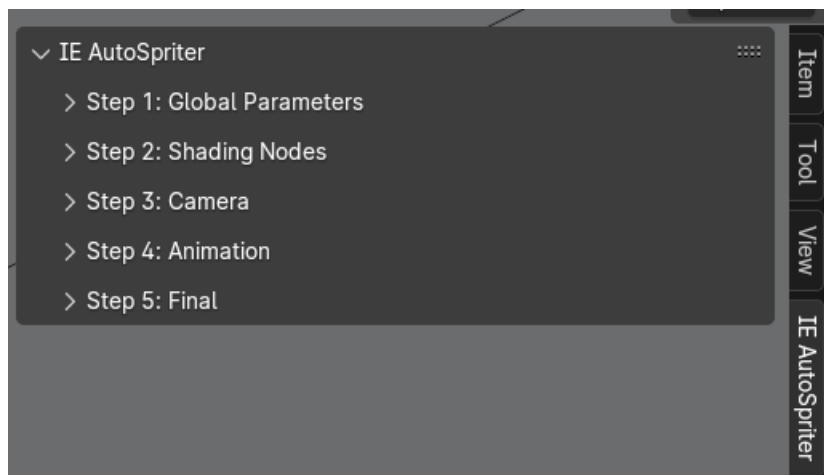 IE AutoSpriter
Step 1: Global Parameters
Step 2: Shading Nodes
Step 3: Camera
Step 4: Animation
Step 5: Final
Item
Tool
View
IE AutoSpriter